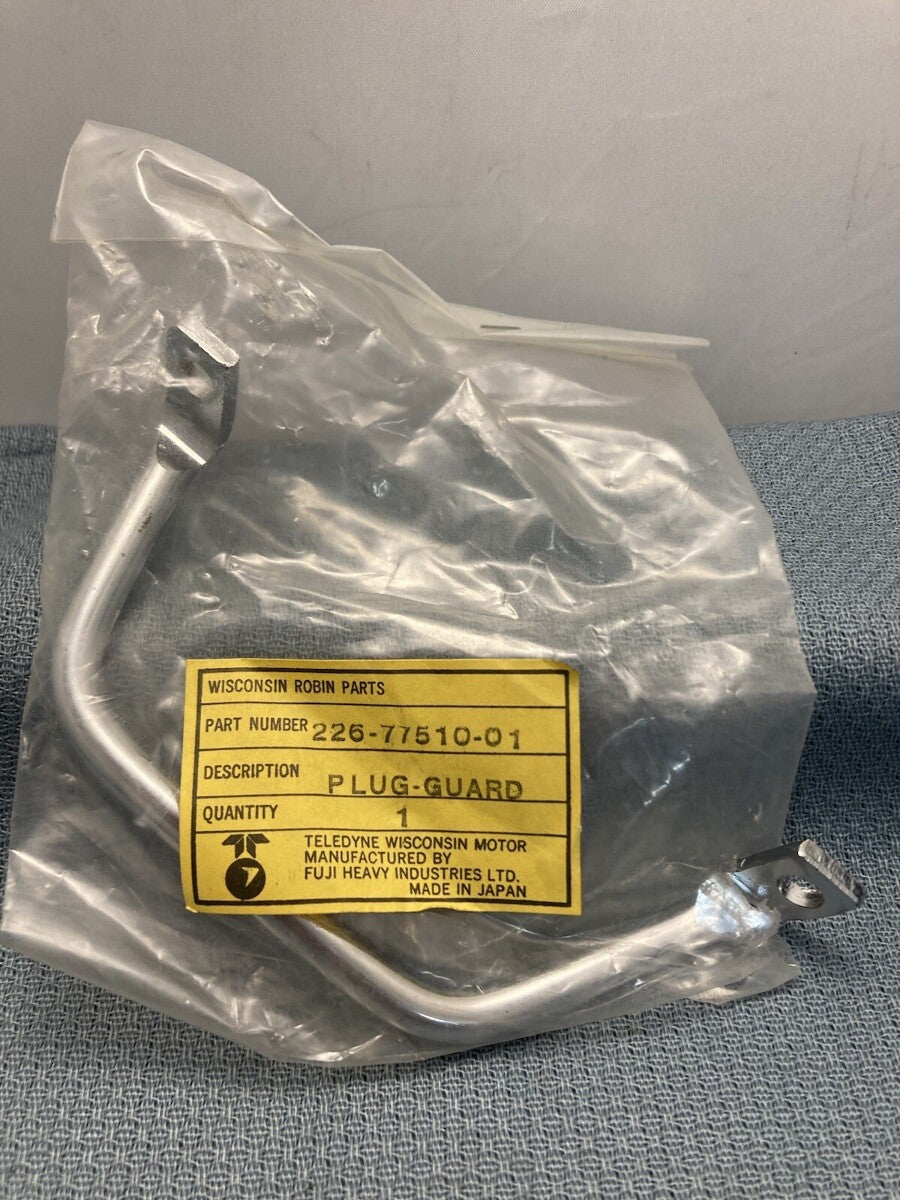 WISCONSIN ROBIN PARTS
PART NUMBER 226-77510-01
DESCRIPTION PLUG-GUARD
QUANTITY 1
TELEDYNE WISCONSIN MOTOR
MANUFACTURED BY
FUJI HEAVY INDUSTRIES LTD.
MADE IN JAPAN